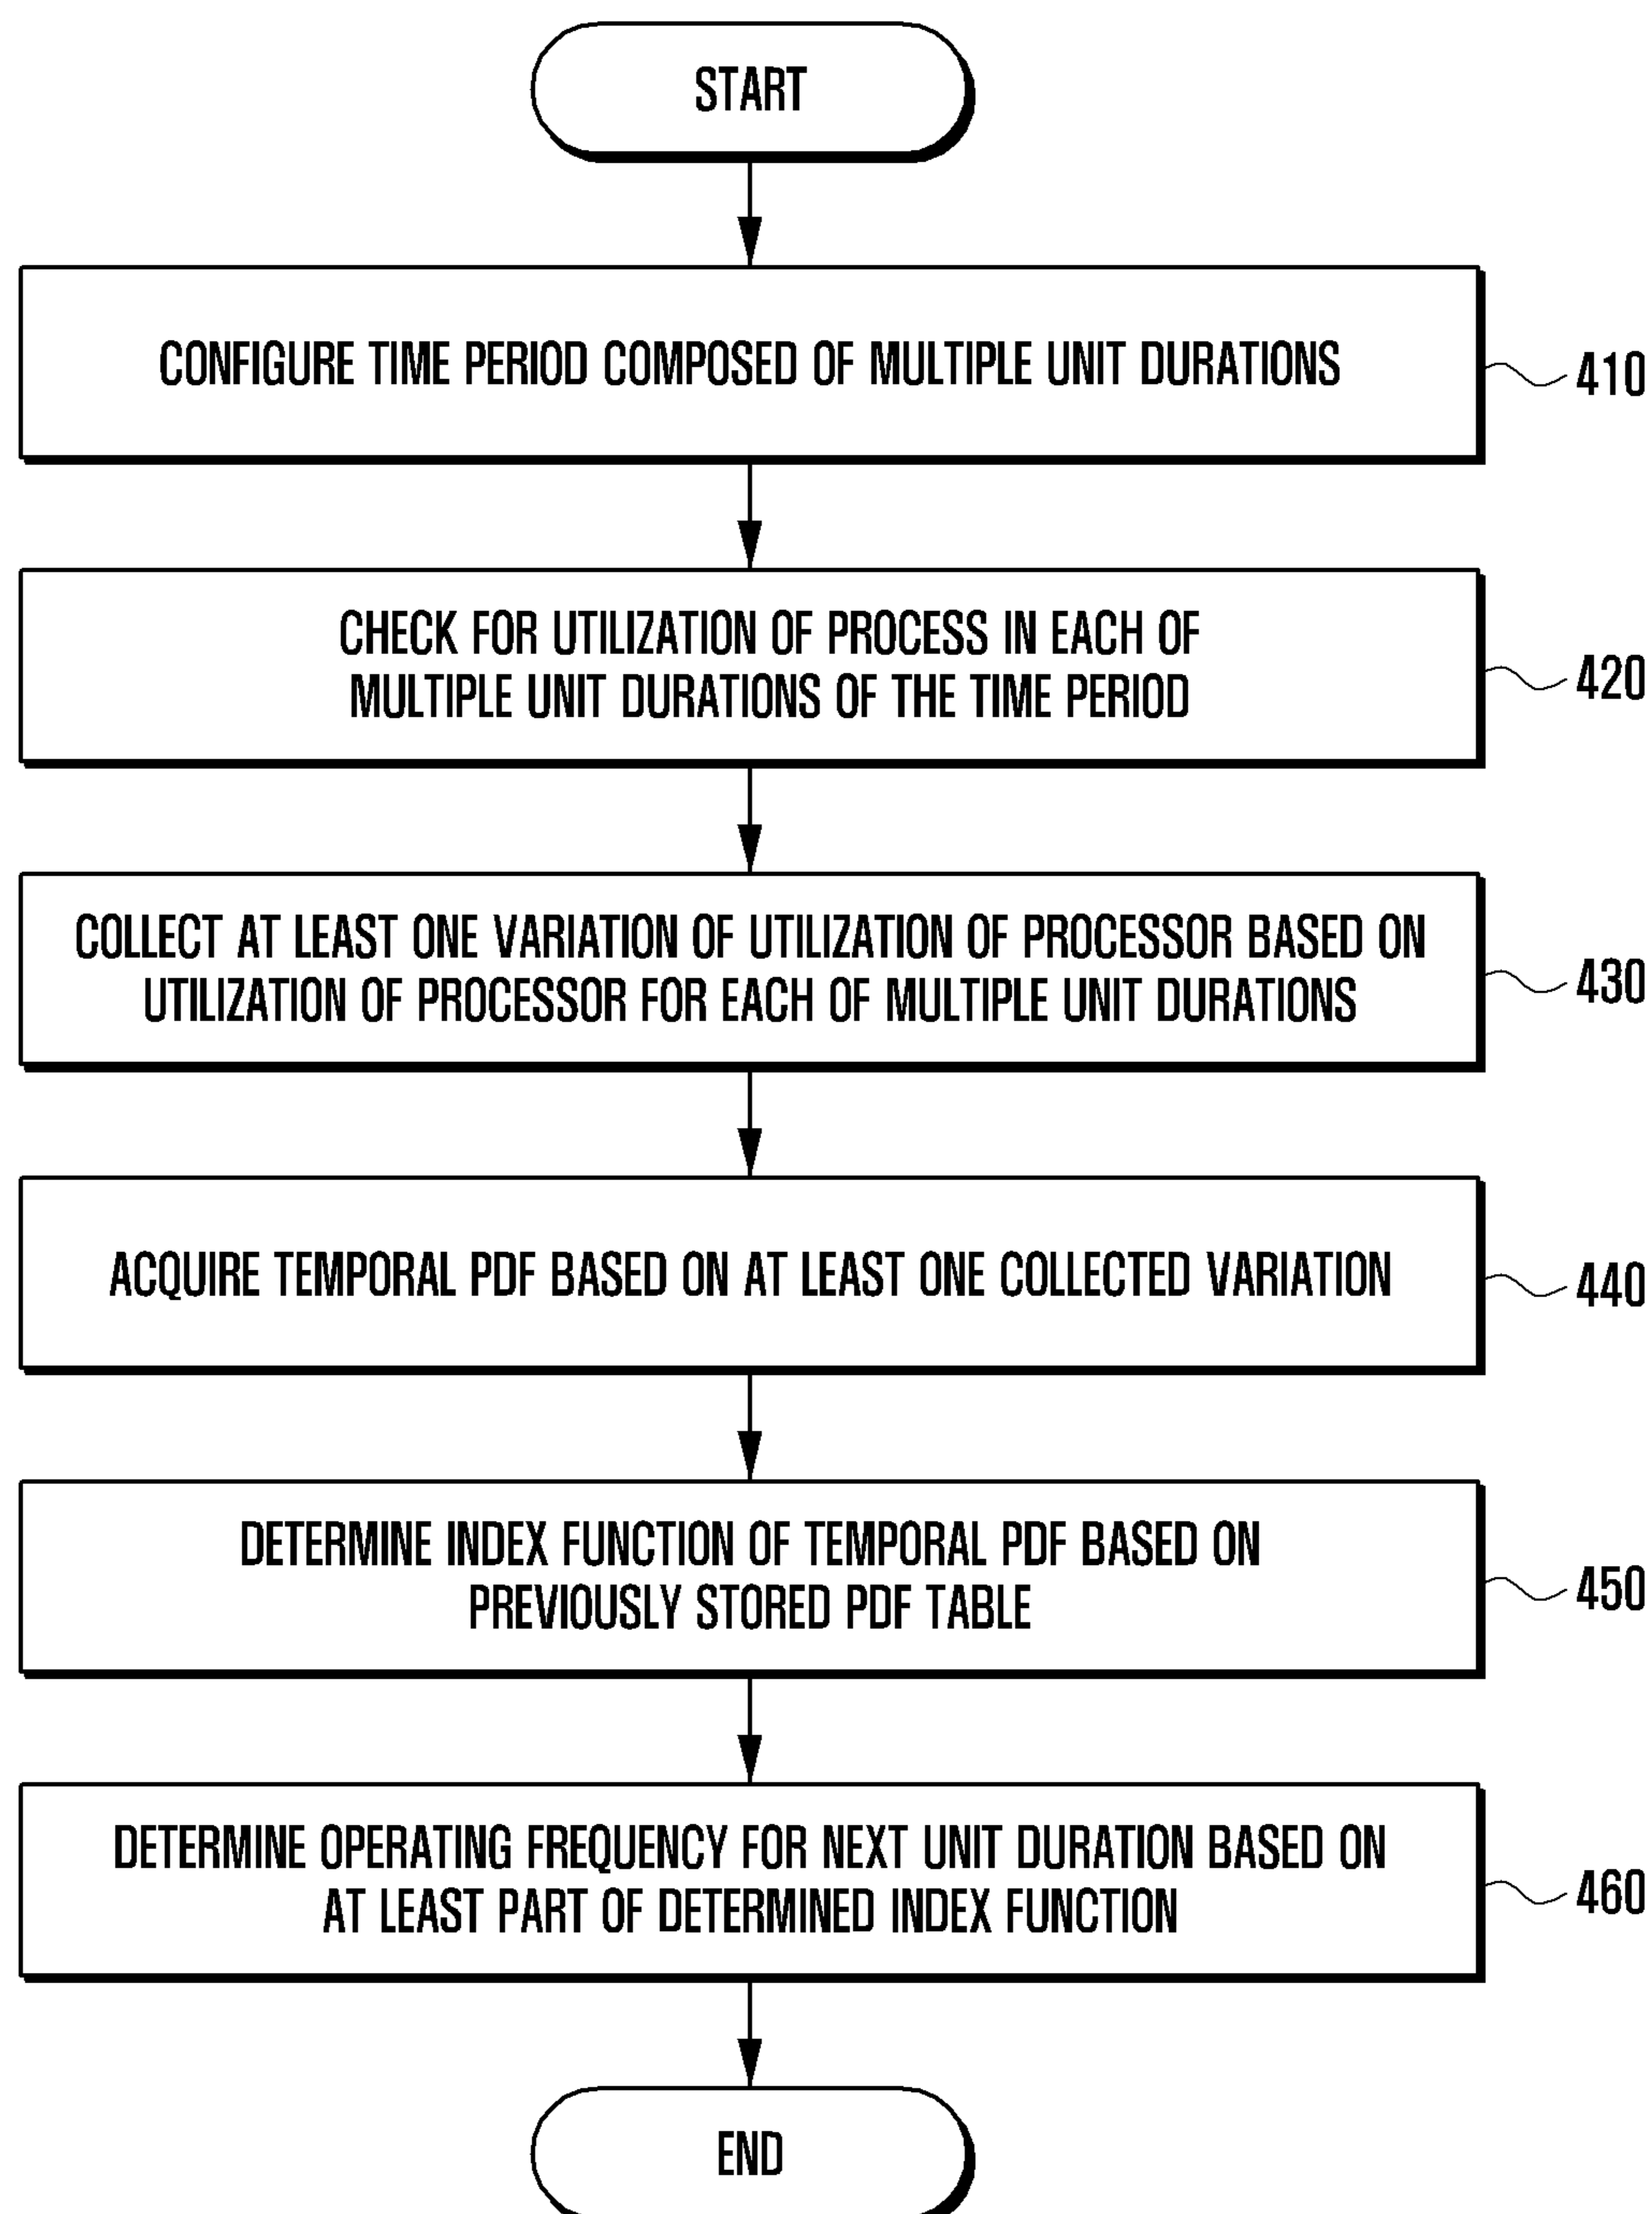 START
CONFIGURE TIME PERIOD COMPOSED OF MULTIPLE UNIT DURATIONS
410
CHECK FOR UTILIZATION OF PROCESS IN EACH OF
MULTIPLE UNIT DURATIONS OF THE TIME PERIOD
420
COLLECT AT LEAST ONE VARIATION OF UTILIZATION OF PROCESSOR BASED ON
UTILIZATION OF PROCESSOR FOR EACH OF MULTIPLE UNIT DURATIONS
430
ACQUIRE TEMPORAL PDF BASED ON AT LEAST ONE COLLECTED VARIATION
440
DETERMINE INDEX FUNCTION OF TEMPORAL PDF BASED ON
PREVIOUSLY STORED PDF TABLE
450
DETERMINE OPERATING FREQUENCY FOR NEXT UNIT DURATION BASED ON
AT LEAST PART OF DETERMINED INDEX FUNCTION
460
END